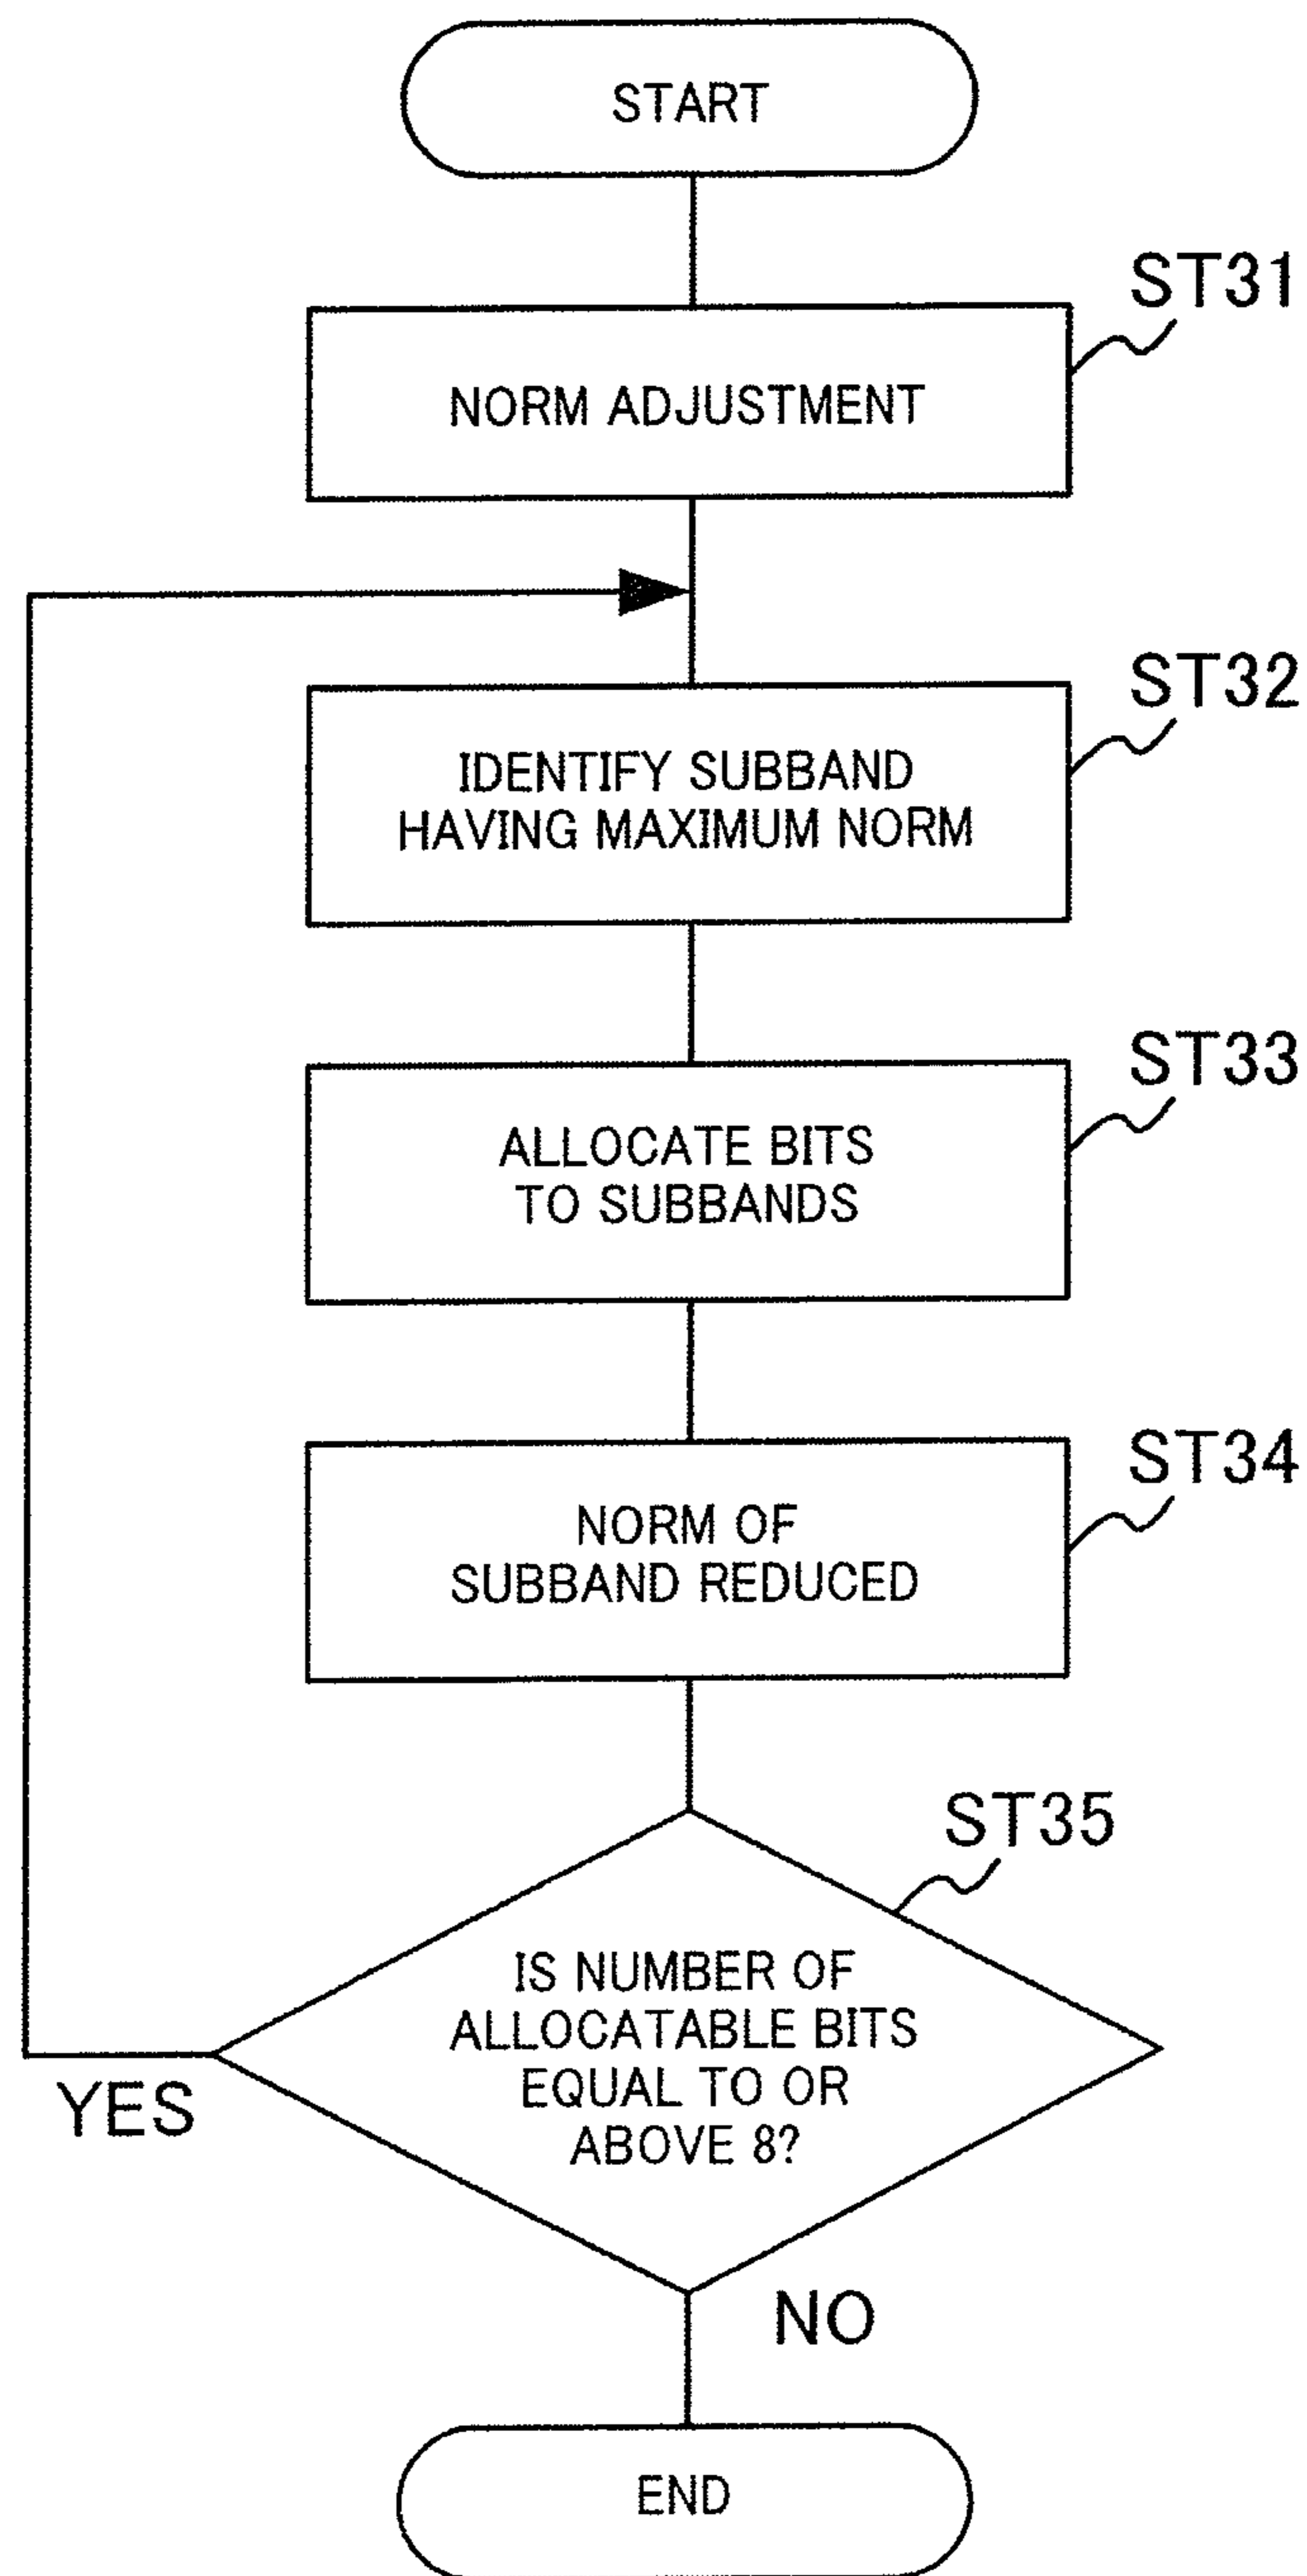 START
ST31
NORM ADJUSTMENT
ST32
IDENTIFY SUBBAND
HAVING MAXIMUM NORM
ST33
ALLOCATE BITS
TO SUBBANDS
ST34
NORM OF
SUBBAND REDUCED
ST35
IS NUMBER OF
ALLOCATABLE BITS
EQUAL TO OR
ABOVE 8?
YES
NO
END